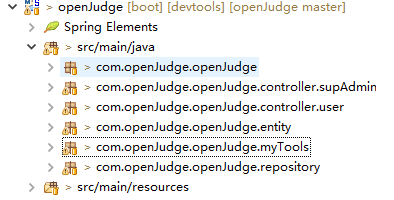 > openJudge [boot] [devtools] [openJudge master]
Spring Elements
> src/main/java
> com.openJudge.openJudge
> com.openJudge.openJudge.controller.supAdmin
> com.openJudge.openJudge.controller.user
> com.openJudge.openJudge.entity
> com.openJudge.openJudge.myTools
> com.openJudge.openJudge.repository
> src/main/resources